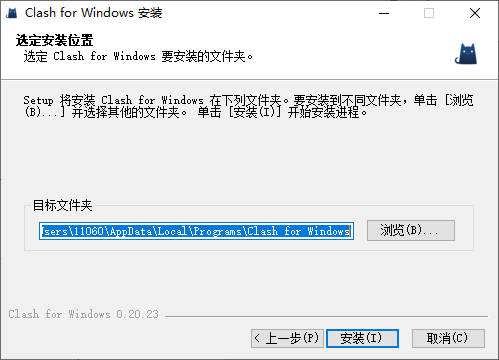 Clash for Windows 安装
选定安装位置
选定 Clash for Windows 要安装的文件夹。
Setup 将安装 Clash for Windows 在下列文件夹。要安装到不同文件夹，单击 [浏览
(B)...] 并选择其他的文件夹。 单击 [安装(I)] 开始安装进程。
目标文件夹
sers\11060\AppData\Local\Programs\Clash for Windows
浏览(B)...
Clash for Windows 0.20.23
< 上一步(P)
安装(I)
取消(C)